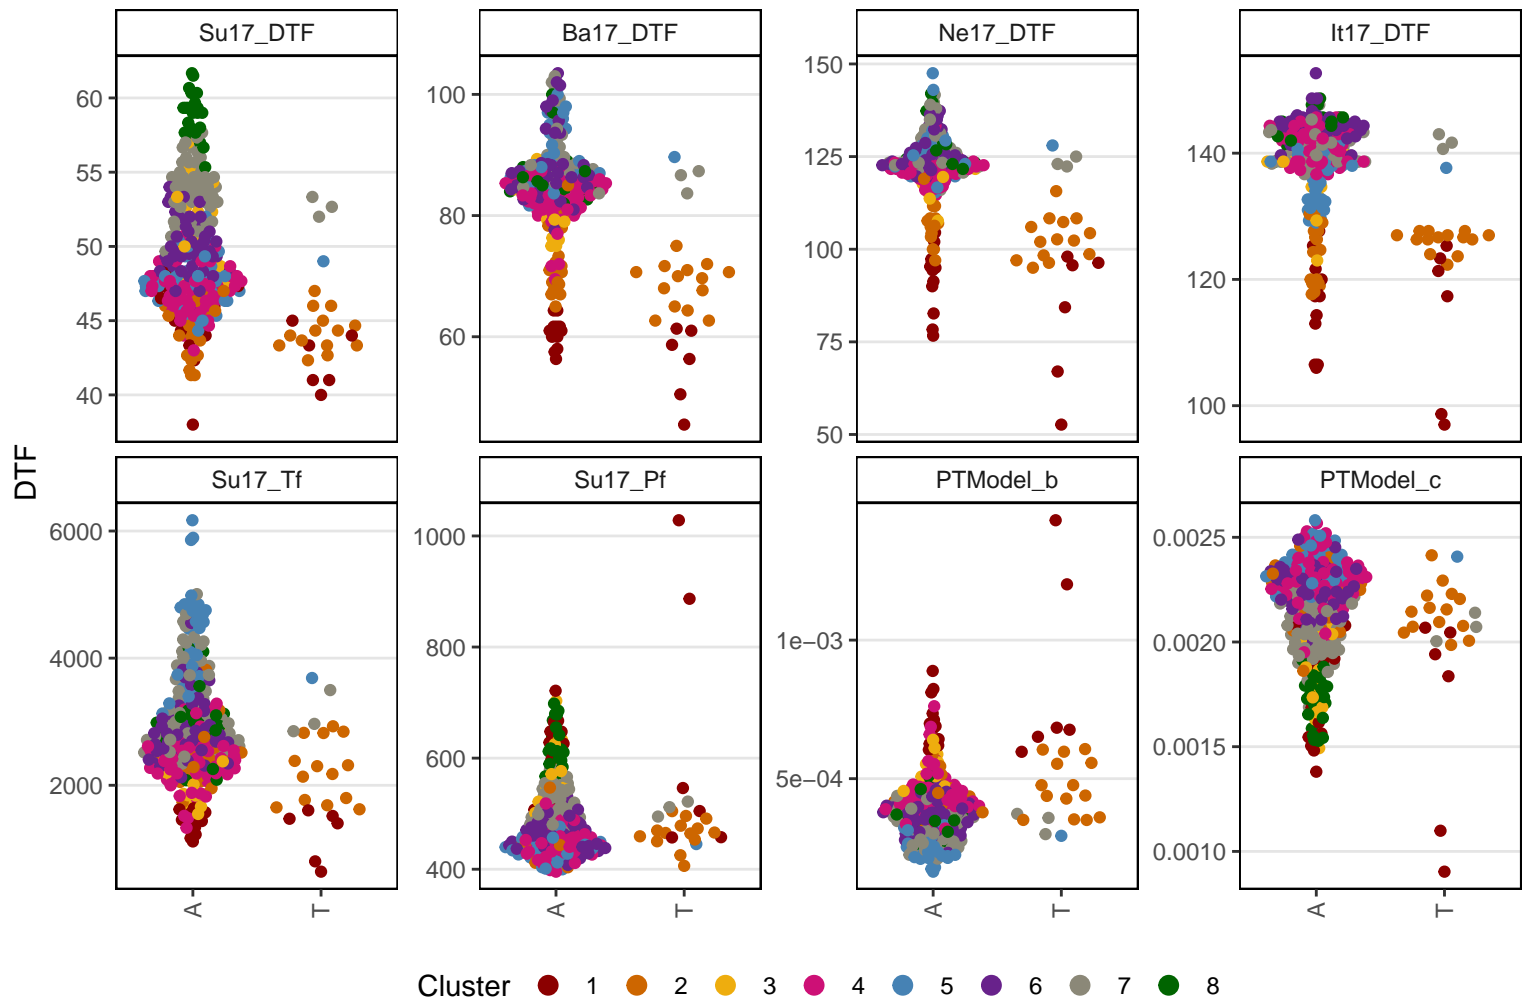 Su17_DTF
Ba17_DTF
Ne17_DTF
It17_DTF
60
55
50
45
40
100
80
60
150
125
100
75
50
140
120
100
DTF
Su17_Tf
Su17_Pf
PTModel_b
PTModel_c
6000
4000
2000
1000
800
600
400
1e−03
5e−04
0.0025
0.0020
0.0015
0.0010
A
T
A
T
A
T
A
T
Cluster 1 2 3 4 5 6 7 8